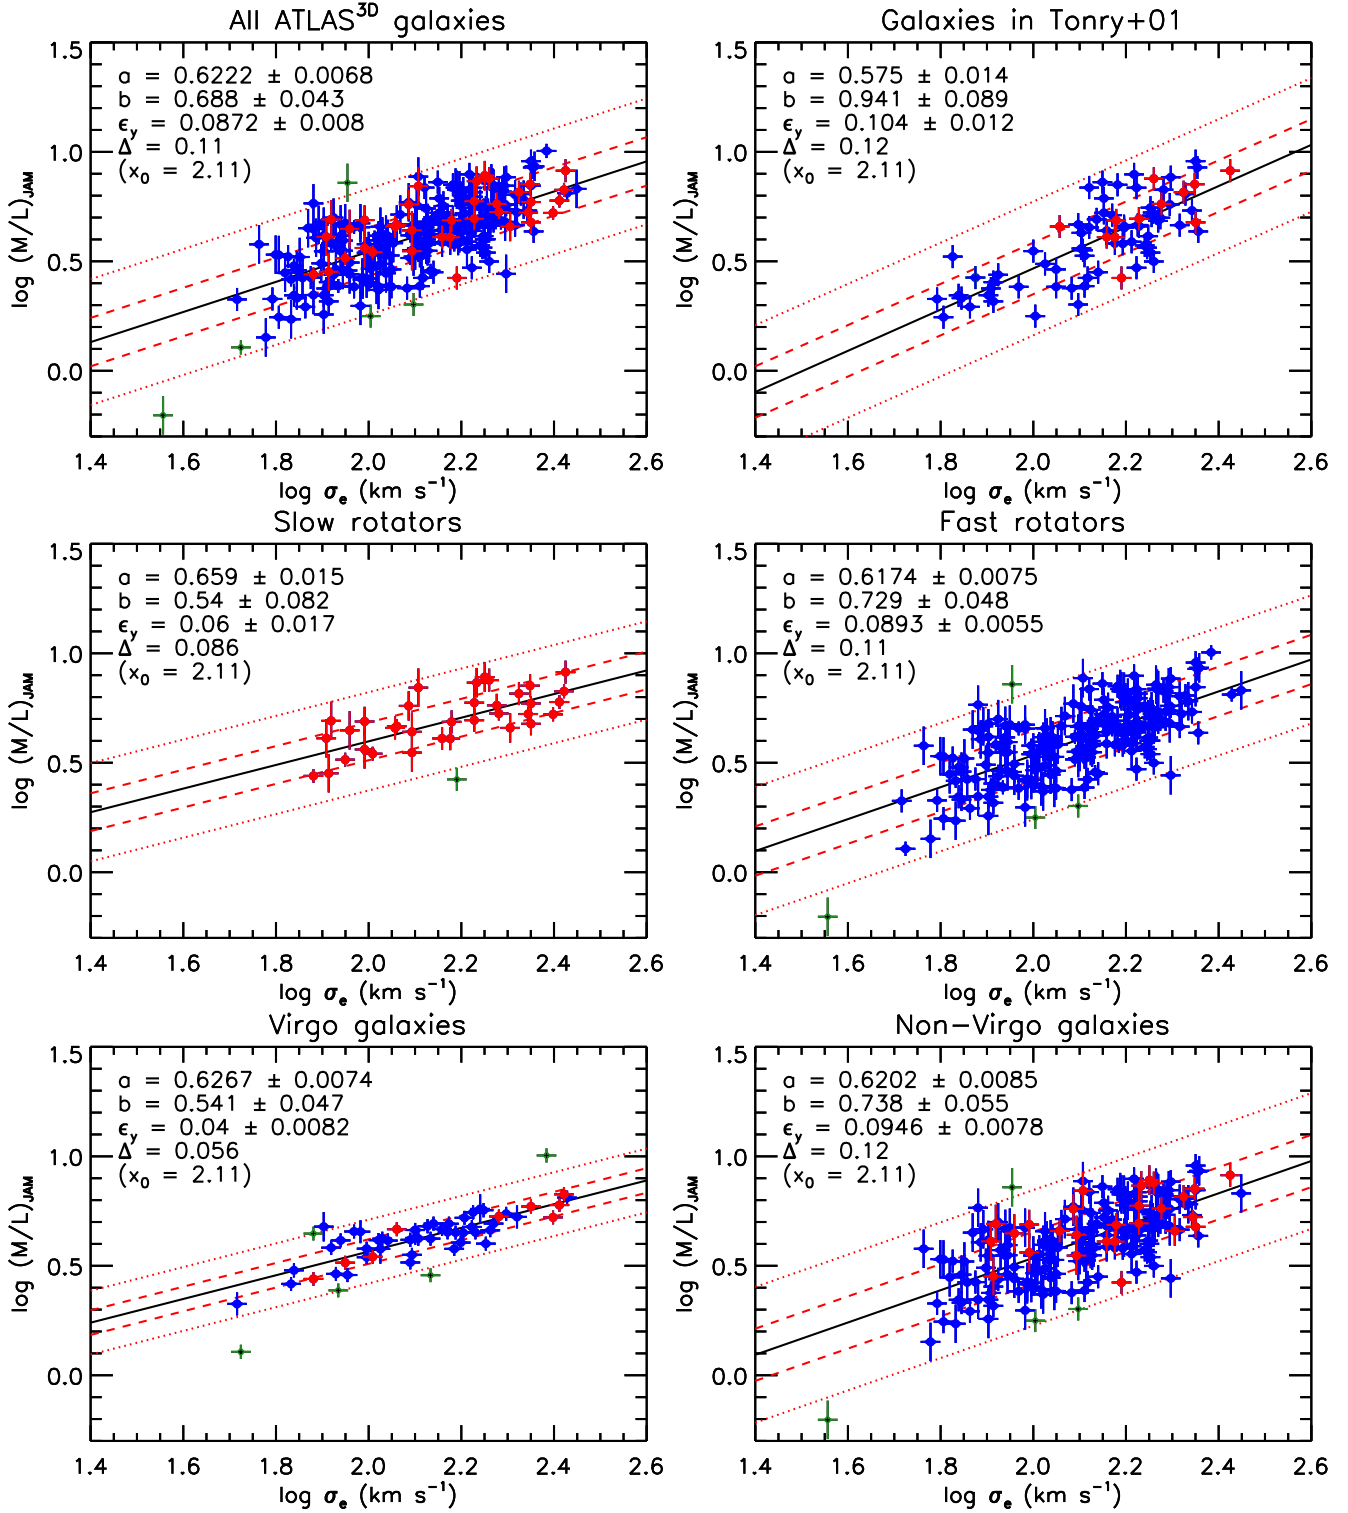 All ATLAS3D galaxies
a = 0.6222 ± 0.0068
b = 0.688 ± 0.043
ϵy = 0.0872 ± 0.008
Δ = 0.11
(x0 = 2.11)
1.5
1.0
0.5
0.0
log (M/L)JAM
1.4 1.6 1.8 2.0 2.2 2.4 2.6
log σe (km s−1)
Galaxies in Tonry+01
a = 0.575 ± 0.014
b = 0.941 ± 0.089
ϵy = 0.104 ± 0.012
Δ = 0.12
(x0 = 2.11)
1.5
1.0
0.5
0.0
log (M/L)JAM
1.4 1.6 1.8 2.0 2.2 2.4 2.6
log σe (km s−1)
Slow rotators
a = 0.659 ± 0.015
b = 0.54 ± 0.082
ϵy = 0.06 ± 0.017
Δ = 0.086
(x0 = 2.11)
1.5
1.0
0.5
0.0
log (M/L)JAM
1.4 1.6 1.8 2.0 2.2 2.4 2.6
log σe (km s−1)
Fast rotators
a = 0.6174 ± 0.0075
b = 0.729 ± 0.048
ϵy = 0.0893 ± 0.0055
Δ = 0.11
(x0 = 2.11)
1.5
1.0
0.5
0.0
log (M/L)JAM
1.4 1.6 1.8 2.0 2.2 2.4 2.6
log σe (km s−1)
Virgo galaxies
a = 0.6267 ± 0.0074
b = 0.541 ± 0.047
ϵy = 0.04 ± 0.0082
Δ = 0.056
(x0 = 2.11)
1.5
1.0
0.5
0.0
log (M/L)JAM
1.4 1.6 1.8 2.0 2.2 2.4 2.6
log σe (km s−1)
Non−Virgo galaxies
a = 0.6202 ± 0.0085
b = 0.738 ± 0.055
ϵy = 0.0946 ± 0.0078
Δ = 0.12
(x0 = 2.11)
1.5
1.0
0.5
0.0
log (M/L)JAM
1.4 1.6 1.8 2.0 2.2 2.4 2.6
log σe (km s−1)